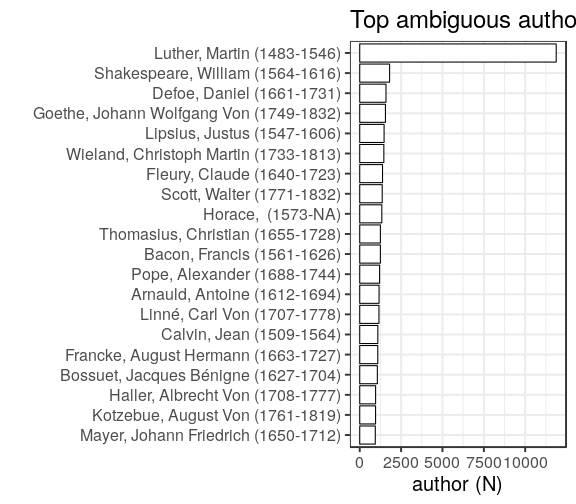 Top ambiguous autho
Luther, Martin (1483-1546)
Shakespeare, William (1564-1616)
Defoe, Daniel (1661-1731)
Goethe, Johann Wolfgang Von (1749-1832)
Lipsius, Justus (1547-1606)
Wieland, Christoph Martin (1733-1813)
Fleury, Claude (1640-1723)
Scott, Walter (1771-1832)
Horace,  (1573-NA)
Thomasius, Christian (1655-1728)
Bacon, Francis (1561-1626)
Pope, Alexander (1688-1744)
Arnauld, Antoine (1612-1694)
Linné, Carl Von (1707-1778)
Calvin, Jean (1509-1564)
Francke, August Hermann (1663-1727)
Bossuet, Jacques Bénigne (1627-1704)
Haller, Albrecht Von (1708-1777)
Kotzebue, August Von (1761-1819)
Mayer, Johann Friedrich (1650-1712)
0 2500 5000 7500 10000
author (N)